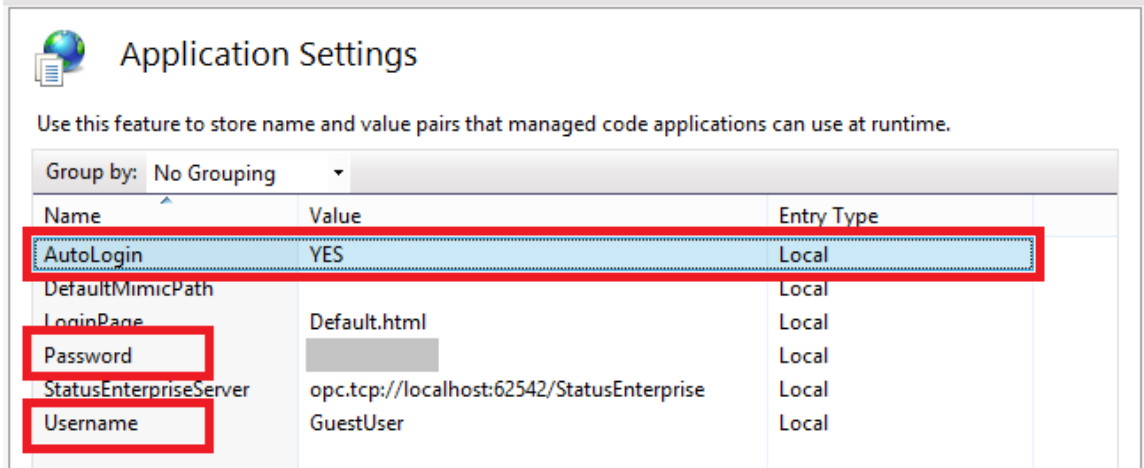 Application Settings
Use this feature to store name and value pairs that managed code applications can use at runtime.
Group by: No Grouping
Name Value Entry Type
AutoLogin YES Local
DefaultMimicPath Local
LoginPage Default.html Local
Password Local
StatusEnterpriseServer opc.tcp://localhost:62542/StatusEnterprise Local
Username GuestUser Local